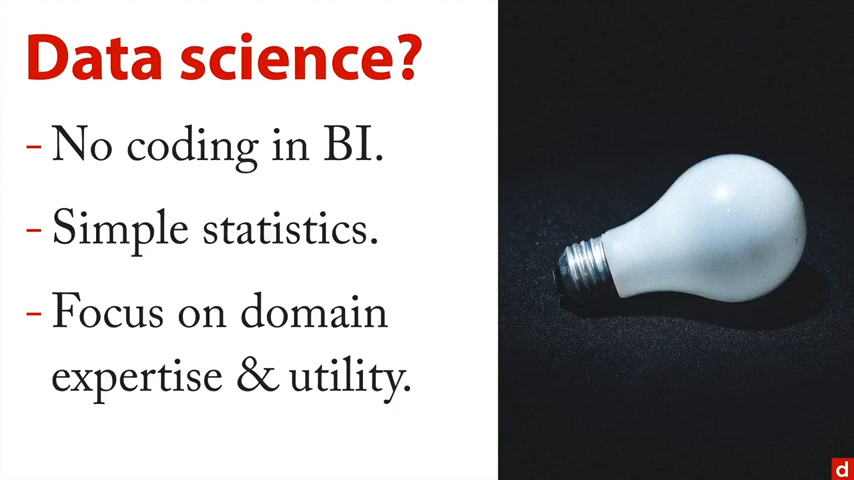 Data science?
- No coding in BI.
- Simple statistics.
- Focus on domain
expertise & utility.
d